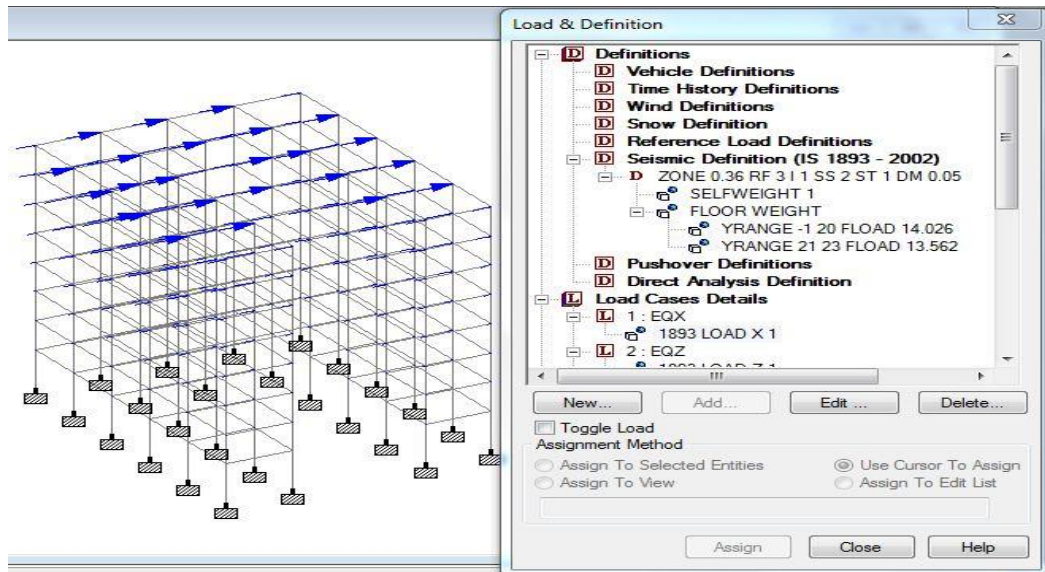 Load & Definition
Definitions
Vehicle Definitions
Time History Definitions
Wind Definitions
Snow Definition
Reference Load Definitions
Seismic Definition (IS 1893 - 2002)
ZONE 0.36 RF 3 I 1 SS 2 ST 1 DM 0.05
SELFWEIGHT 1
FLOOR WEIGHT
YRANGE -1 20 FLOAD 14.026
YRANGE 21 23 FLOAD 13.562
Pushover Definitions
Direct Analysis Definition
Load Cases Details
1 : EQX
1893 LOAD X 1
2 : EQZ
1893 LOAD Z 1
New... Add... Edit ... Delete...
Toggle Load
Assignment Method
Assign To Selected Entities Use Cursor To Assign
Assign To View Assign To Edit List
Assign Close Help